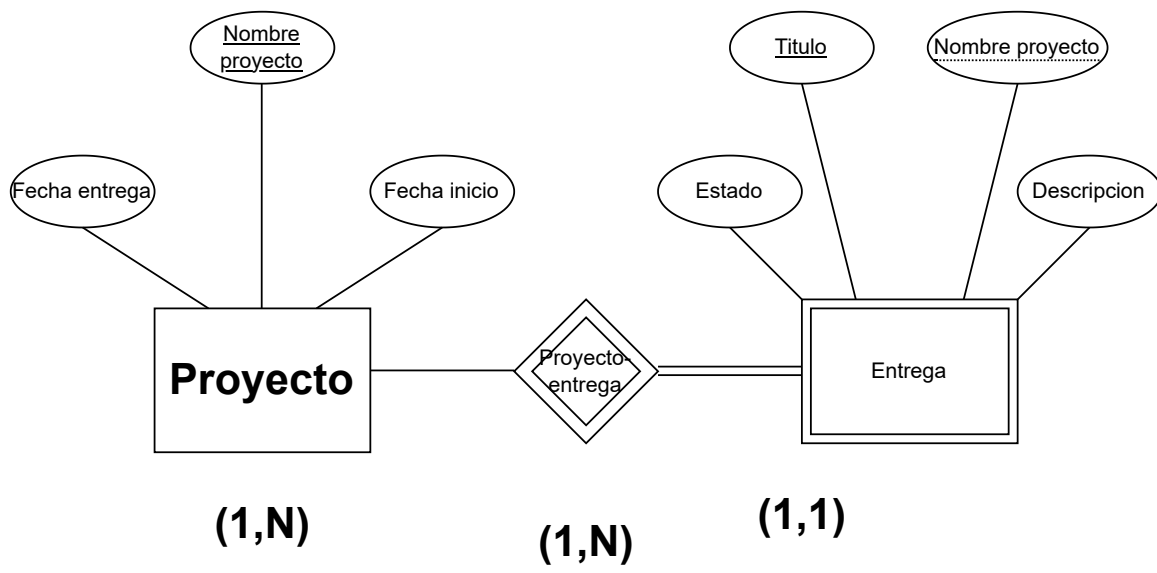 Nombre
proyecto
Titulo
Nombre proyecto
Fecha entrega
Fecha inicio
Estado
Descripcion
Proyecto
Proyecto-
entrega
Entrega
(1,N)
(1,N)
(1,1)